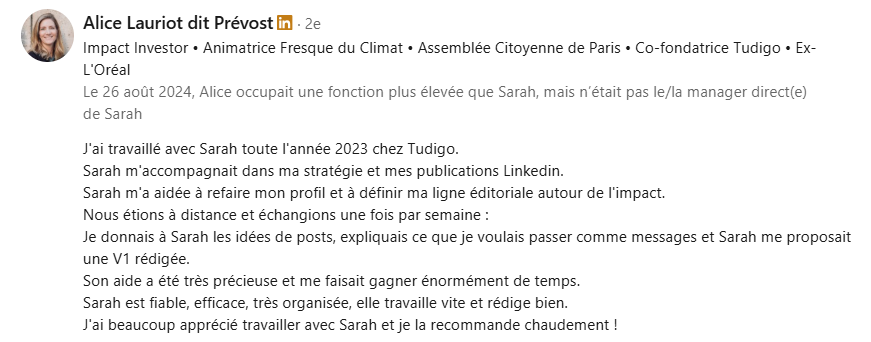 Alice Lauriot dit Prévost in · 2e
Impact Investor • Animatrice Fresque du Climat • Assemblée Citoyenne de Paris • Co-fondatrice Tudigo • Ex-
L'Oréal
Le 26 août 2024, Alice occupait une fonction plus élevée que Sarah, mais n'était pas le/la manager direct(e)
de Sarah
J'ai travaillé avec Sarah toute l'année 2023 chez Tudigo.
Sarah m'accompagnait dans ma stratégie et mes publications Linkedin.
Sarah m'a aidée à refaire mon profil et à définir ma ligne éditoriale autour de l'impact.
Nous étions à distance et échangions une fois par semaine :
Je donnais à Sarah les idées de posts, expliquais ce que je voulais passer comme messages et Sarah me proposait
une V1 rédigée.
Son aide a été très précieuse et me faisait gagner énormément de temps.
Sarah est fiable, efficace, très organisée, elle travaille vite et rédige bien.
J'ai beaucoup apprécié travailler avec Sarah et je la recommande chaudement !